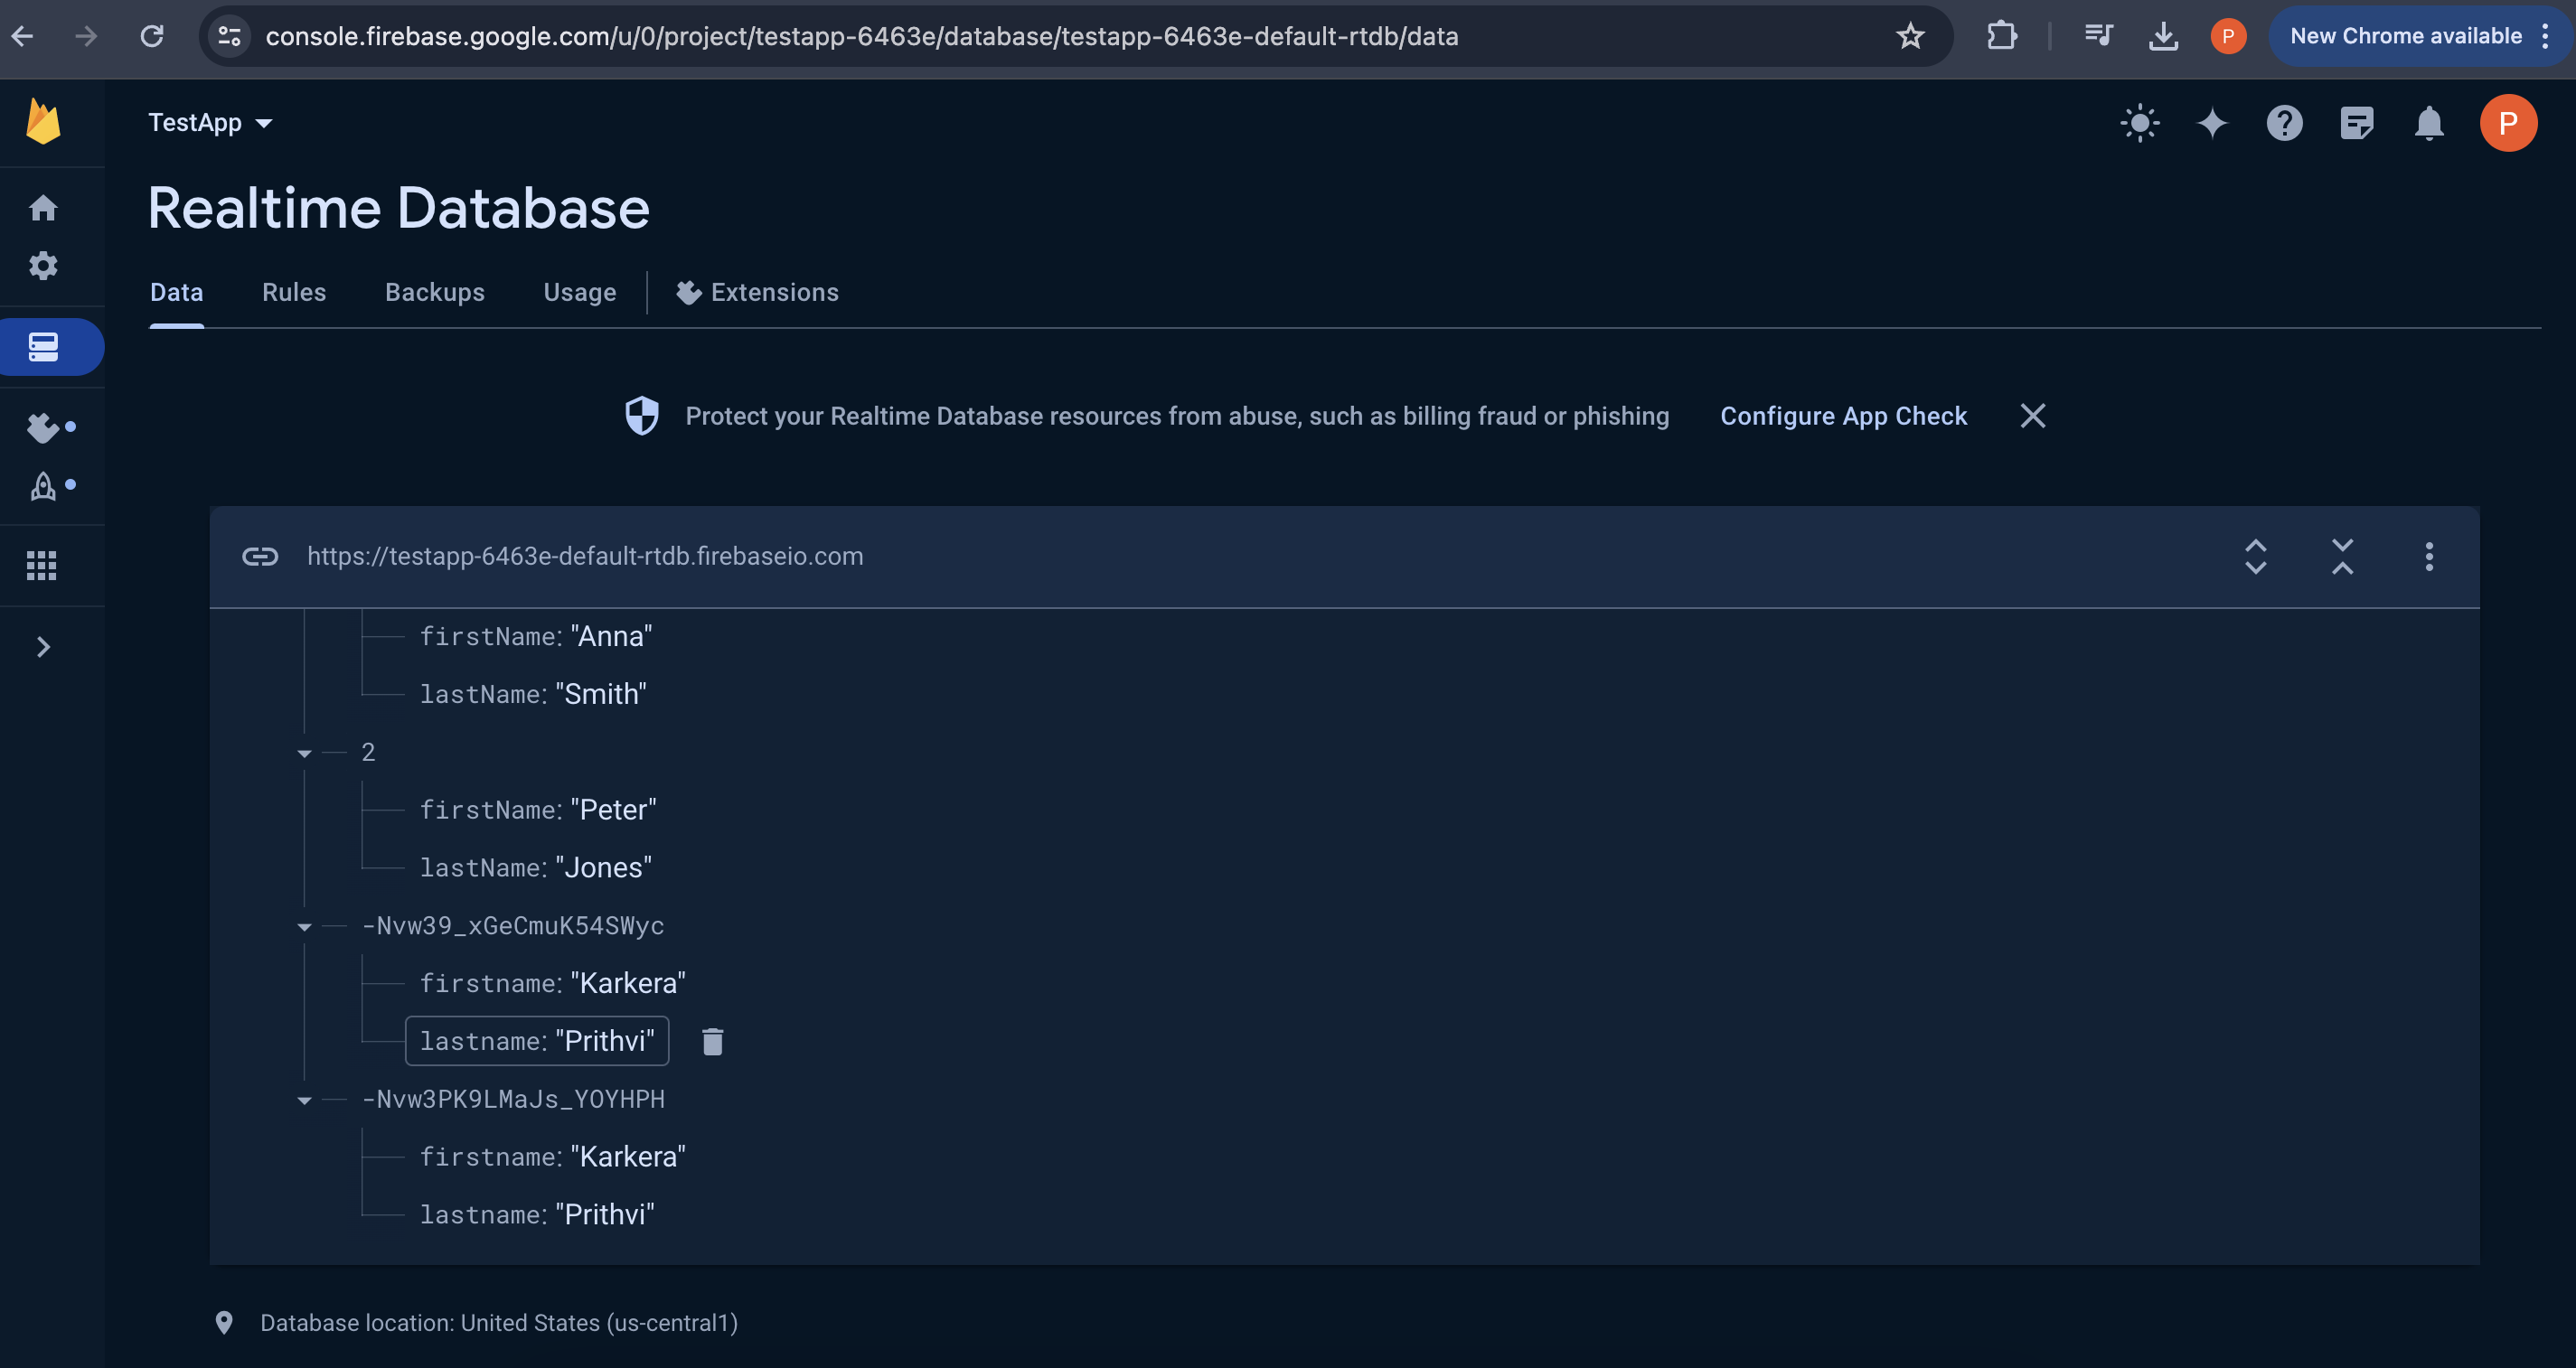 console.firebase.google.com/u/0/project/testapp-6463e/database/testapp-6463e-default-rtdb/data
P
New Chrome available
TestApp
P
Realtime Database
Data Rules Backups Usage Extensions
Protect your Realtime Database resources from abuse, such as billing fraud or phishing Configure App Check
https://testapp-6463e-default-rtdb.firebaseio.com
firstName: "Anna"
lastName: "Smith"
2
firstName: "Peter"
lastName: "Jones"
-Nvw39_xGeCmuK54SWyc
firstname: "Karkera"
lastname: "Prithvi"
-Nvw3PK9LMaJs_YOYHPH
firstname: "Karkera"
lastname: "Prithvi"
Database location: United States (us-central1)